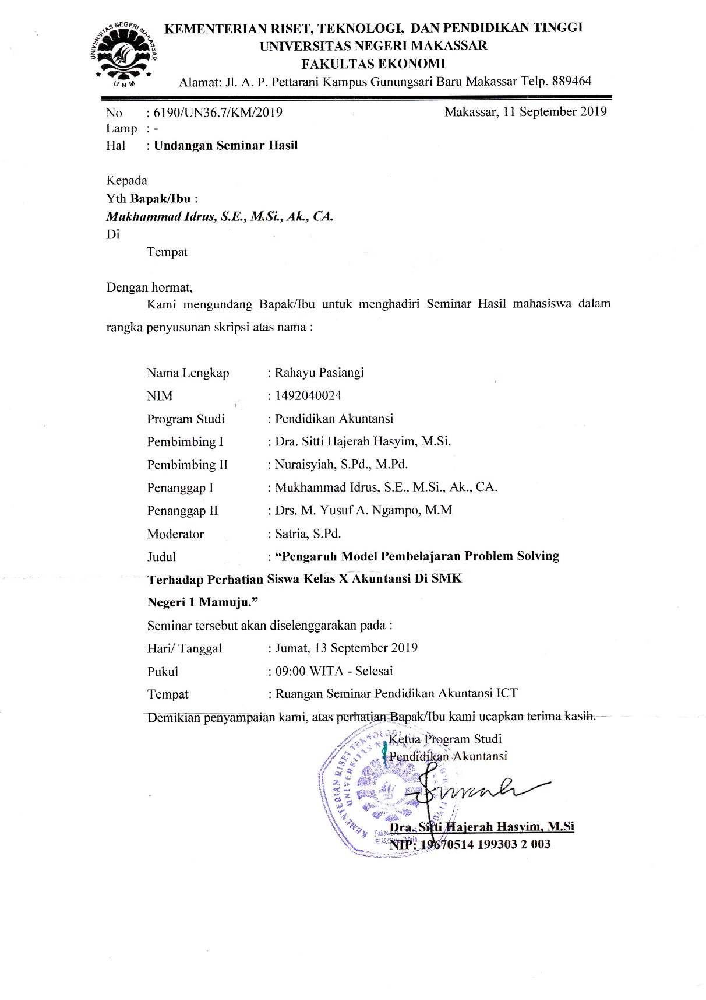 UNIVERSITAS NEGERI MAKASSAR
UNM
KEMENTERIAN RISET, TEKNOLOGI, DAN PENDIDIKAN TINGGI
UNIVERSITAS NEGERI MAKASSAR
FAKULTAS EKONOMI
Alamat: Jl. A. P. Pettarani Kampus Gunungsari Baru Makassar Telp. 889464
No : 6190/UN36.7/KM/2019 Makassar, 11 September 2019
Lamp : -
Hal : Undangan Seminar Hasil
Kepada
Yth Bapak/Ibu :
Mukhammad Idrus, S.E., M.Si., Ak., CA.
Di
Tempat
Dengan hormat,
Kami mengundang Bapak/Ibu untuk menghadiri Seminar Hasil mahasiswa dalam
rangka penyusunan skripsi atas nama :
Nama Lengkap : Rahayu Pasiangi
NIM : 1492040024
Program Studi : Pendidikan Akuntansi
Pembimbing I : Dra. Sitti Hajerah Hasyim, M.Si.
Pembimbing II : Nuraisyiah, S.Pd., M.Pd.
Penanggap I : Mukhammad Idrus, S.E., M.Si., Ak., CA.
Penanggap II : Drs. M. Yusuf A. Ngampo, M.M
Moderator : Satria, S.Pd.
Judul : “Pengaruh Model Pembelajaran Problem Solving
Terhadap Perhatian Siswa Kelas X Akuntansi Di SMK
Negeri 1 Mamuju.”
Seminar tersebut akan diselenggarakan pada :
Hari/ Tanggal : Jumat, 13 September 2019
Pukul : 09:00 WITA - Selesai
Tempat : Ruangan Seminar Pendidikan Akuntansi ICT
Demikian penyampaian kami, atas perhatian Bapak/Ibu kami ucapkan terima kasih.
Ketua Program Studi
Pendidikan Akuntansi
KEMENTERIAN RISET TEKNOLOGI
UNIVERSITAS
EKONOMI
Dra. Sitti Hajerah Hasyim, M.Si
NIP: 19670514 199303 2 003